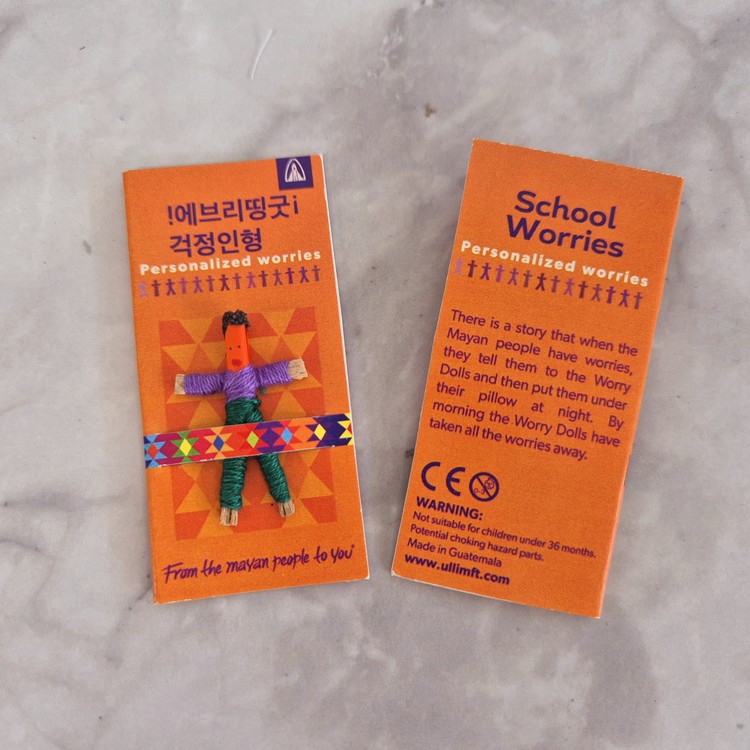 !에브리띵굿¡
걱정인형
Personalized worries
From the mayan people to you
School
Worries
Personalized worries
There is a story that when the
Mayan people have worries,
they tell them to the Worry
Dolls and then put them under
their pillow at night. By
morning the Worry Dolls have
taken all the worries away.
CE 0-3
WARNING:
Not suitable for children under 36 months.
Potential choking hazard parts.
Made in Guatemala
www.ullimft.com